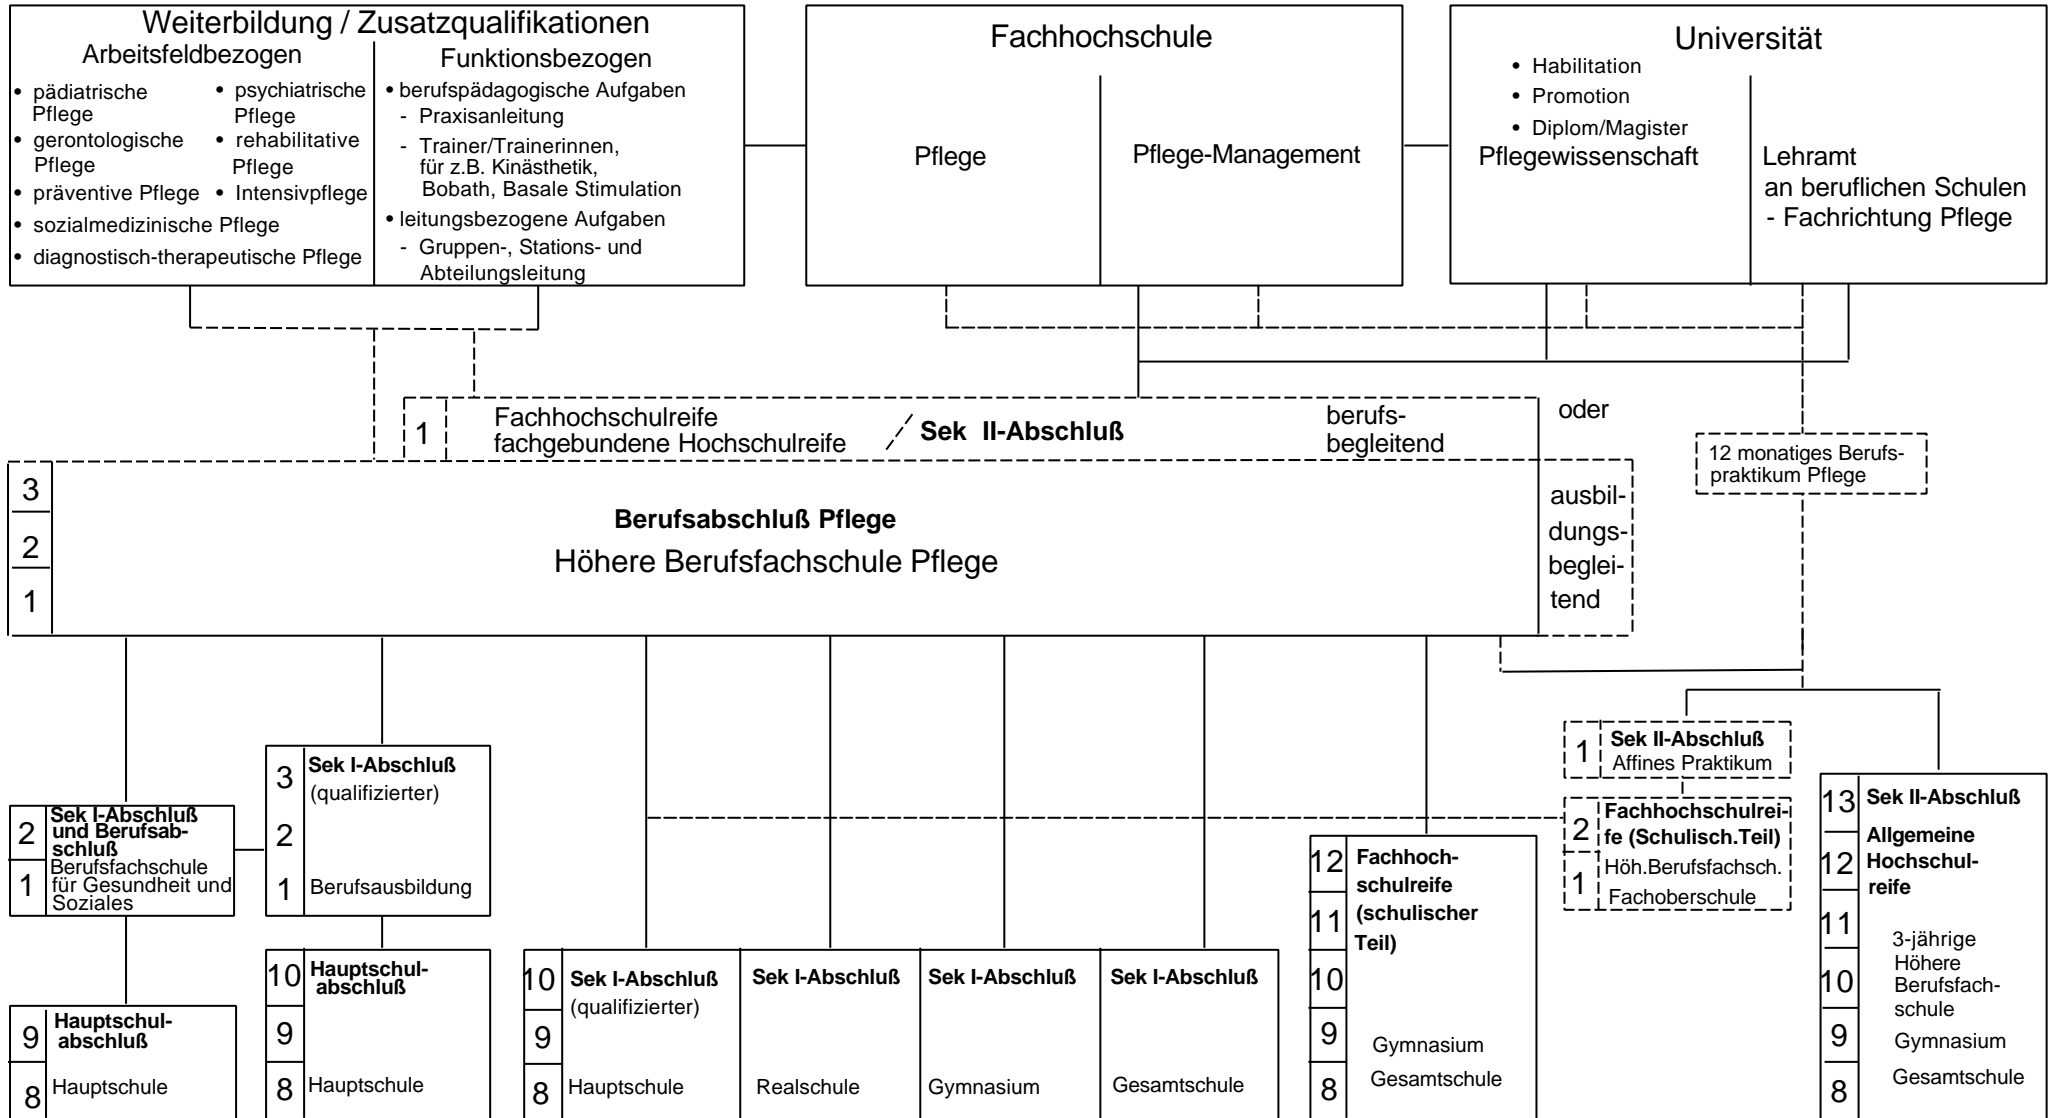 Weiterbildung / Zusatzqualifikationen
Arbeitsfeldbezogen
• pädiatrische
Pflege
• gerontologische
Pflege
• präventive Pflege
• sozialmedizinische Pflege
• diagnostisch-therapeutische Pflege
• psychiatrische
Pflege
• rehabilitative
Pflege
• Intensivpflege
Funktionsbezogen
• berufspädagogische Aufgaben
- Praxisanleitung
- Trainer/Trainerinnen,
für z.B. Kinästhetik,
Bobath, Basale Stimulation
• leitungsbezogene Aufgaben
- Gruppen-, Stations- und
Abteilungsleitung
Fachhochschule
Pflege
Pflege-Management
Universität
• Habilitation
• Promotion
• Diplom/Magister
Pflegewissenschaft
Lehramt
an beruflichen Schulen
- Fachrichtung Pflege
1
Fachhochschulreife
fachgebundene Hochschulreife
/ Sek II-Abschluß
berufs-
begleitend
oder
12 monatiges Berufs-
praktikum Pflege
3
2
1
Berufsabschluß Pflege
Höhere Berufsfachschule Pflege
ausbil-
dungs-
beglei-
tend
2
1
Sek I-Abschluß
und Berufsab-
schluß
Berufsfachschule
für Gesundheit und
Soziales
3
2
1
Sek I-Abschluß
(qualifizierter)
Berufsausbildung
1
Sek II-Abschluß
Affines Praktikum
2
1
Fachhochschulrei-
fe (Schulisch.Teil)
Höh.Berufsfachsch.
Fachoberschule
9
8
Hauptschul-
abschluß
Hauptschule
10
9
8
Hauptschul-
abschluß
Hauptschule
10
9
8
Sek I-Abschluß
(qualifizierter)
Hauptschule
Sek I-Abschluß
Realschule
Sek I-Abschluß
Gymnasium
Sek I-Abschluß
Gesamtschule
12
11
10
9
8
Fachhoch-
schulreife
(schulischer
Teil)
Gymnasium
Gesamtschule
13
12
11
10
9
8
Sek II-Abschluß
Allgemeine
Hochschul-
reife
3-jährige
Höhere
Berufsfach-
schule
Gymnasium
Gesamtschule